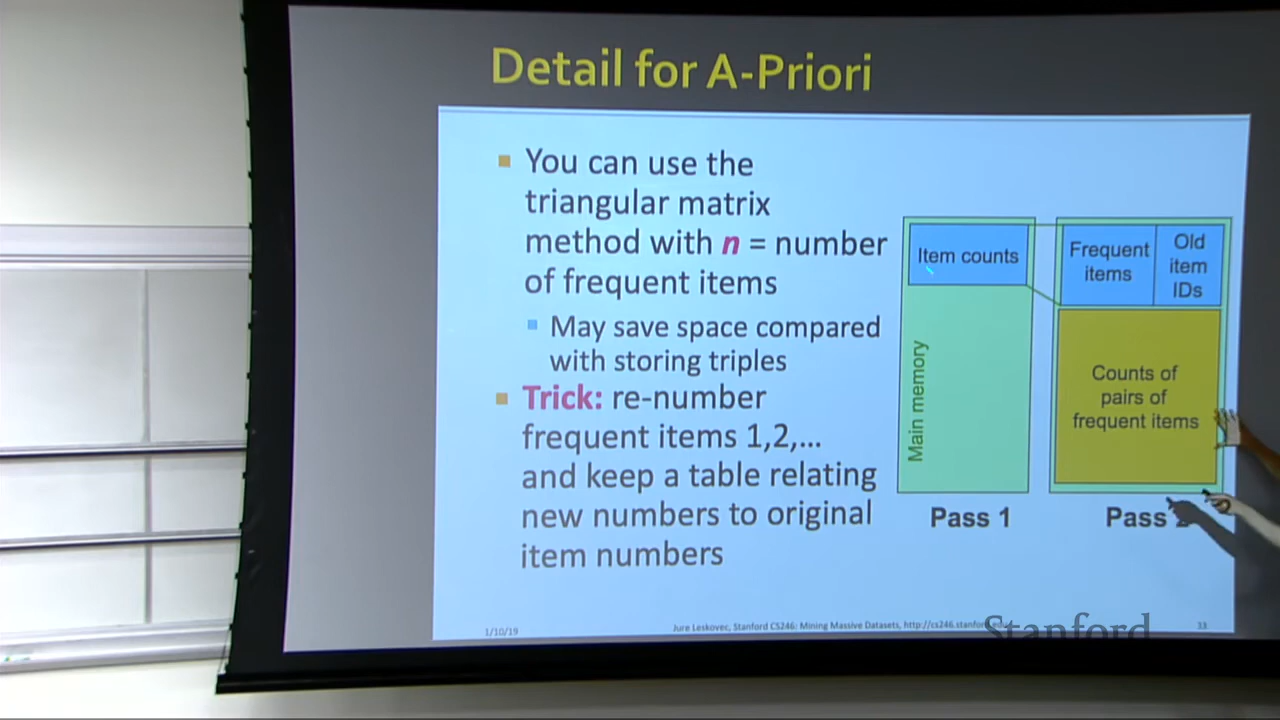 Detail for A-Priori
You can use the
triangular matrix
method with n = number
of frequent items
May save space compared
with storing triples
Trick: re-number
frequent items 1,2,...
and keep a table relating
new numbers to original
item numbers
Item counts
Main memory
Pass 1
Frequent
items
Old
item
IDs
Counts of
pairs of
frequent items
Pass
1/10/19
Jure Leskovec, Stanford CS246: Mining Massive Datasets, http://cs246.stanford
33
Stanford